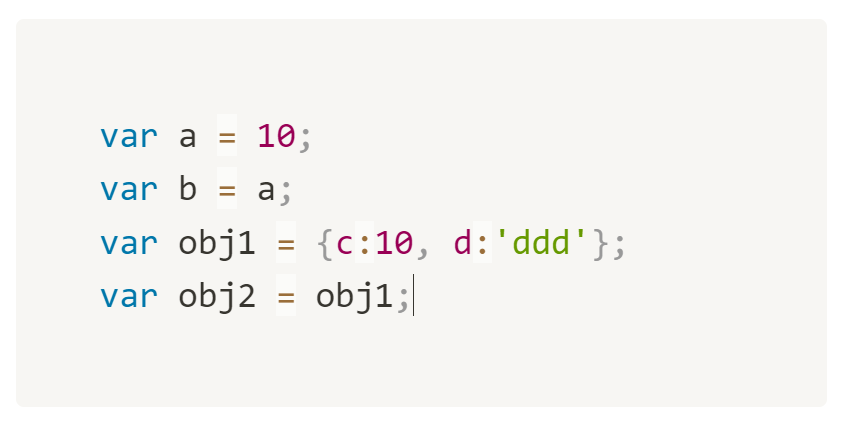 var a = 10;
var b = a;
var obj1 = {c:10, d:'ddd'};
var obj2 = obj1;